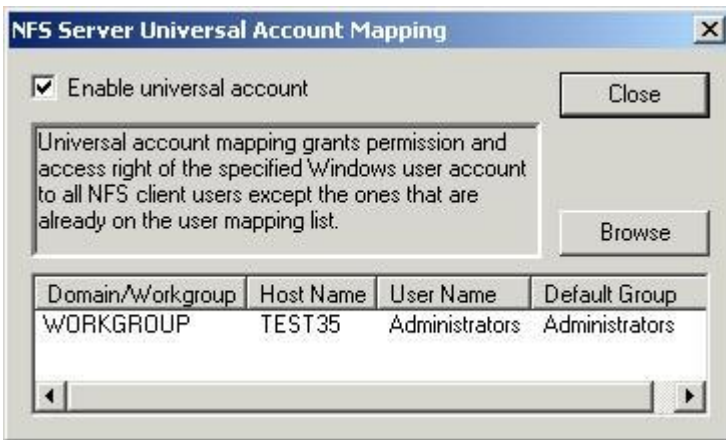 NFS Server Universal Account Mapping
Enable universal account
Close
Universal account mapping grants permission and
access right of the specified Windows user account
to all NFS client users except the ones that are
already on the user mapping list.
Browse
Domain/Workgroup Host Name User Name Default Group
WORKGROUP TEST35 Administrators Administrators